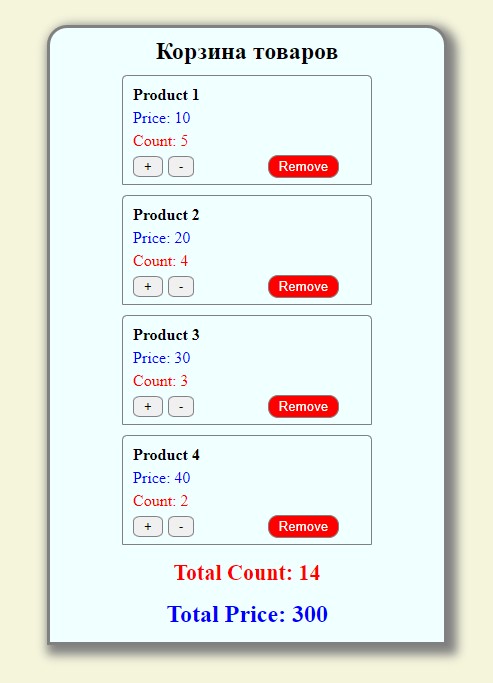 Корзина товаров
Product 1
Price: 10
Count: 5
+ - Remove
Product 2
Price: 20
Count: 4
+ - Remove
Product 3
Price: 30
Count: 3
+ - Remove
Product 4
Price: 40
Count: 2
+ - Remove
Total Count: 14
Total Price: 300